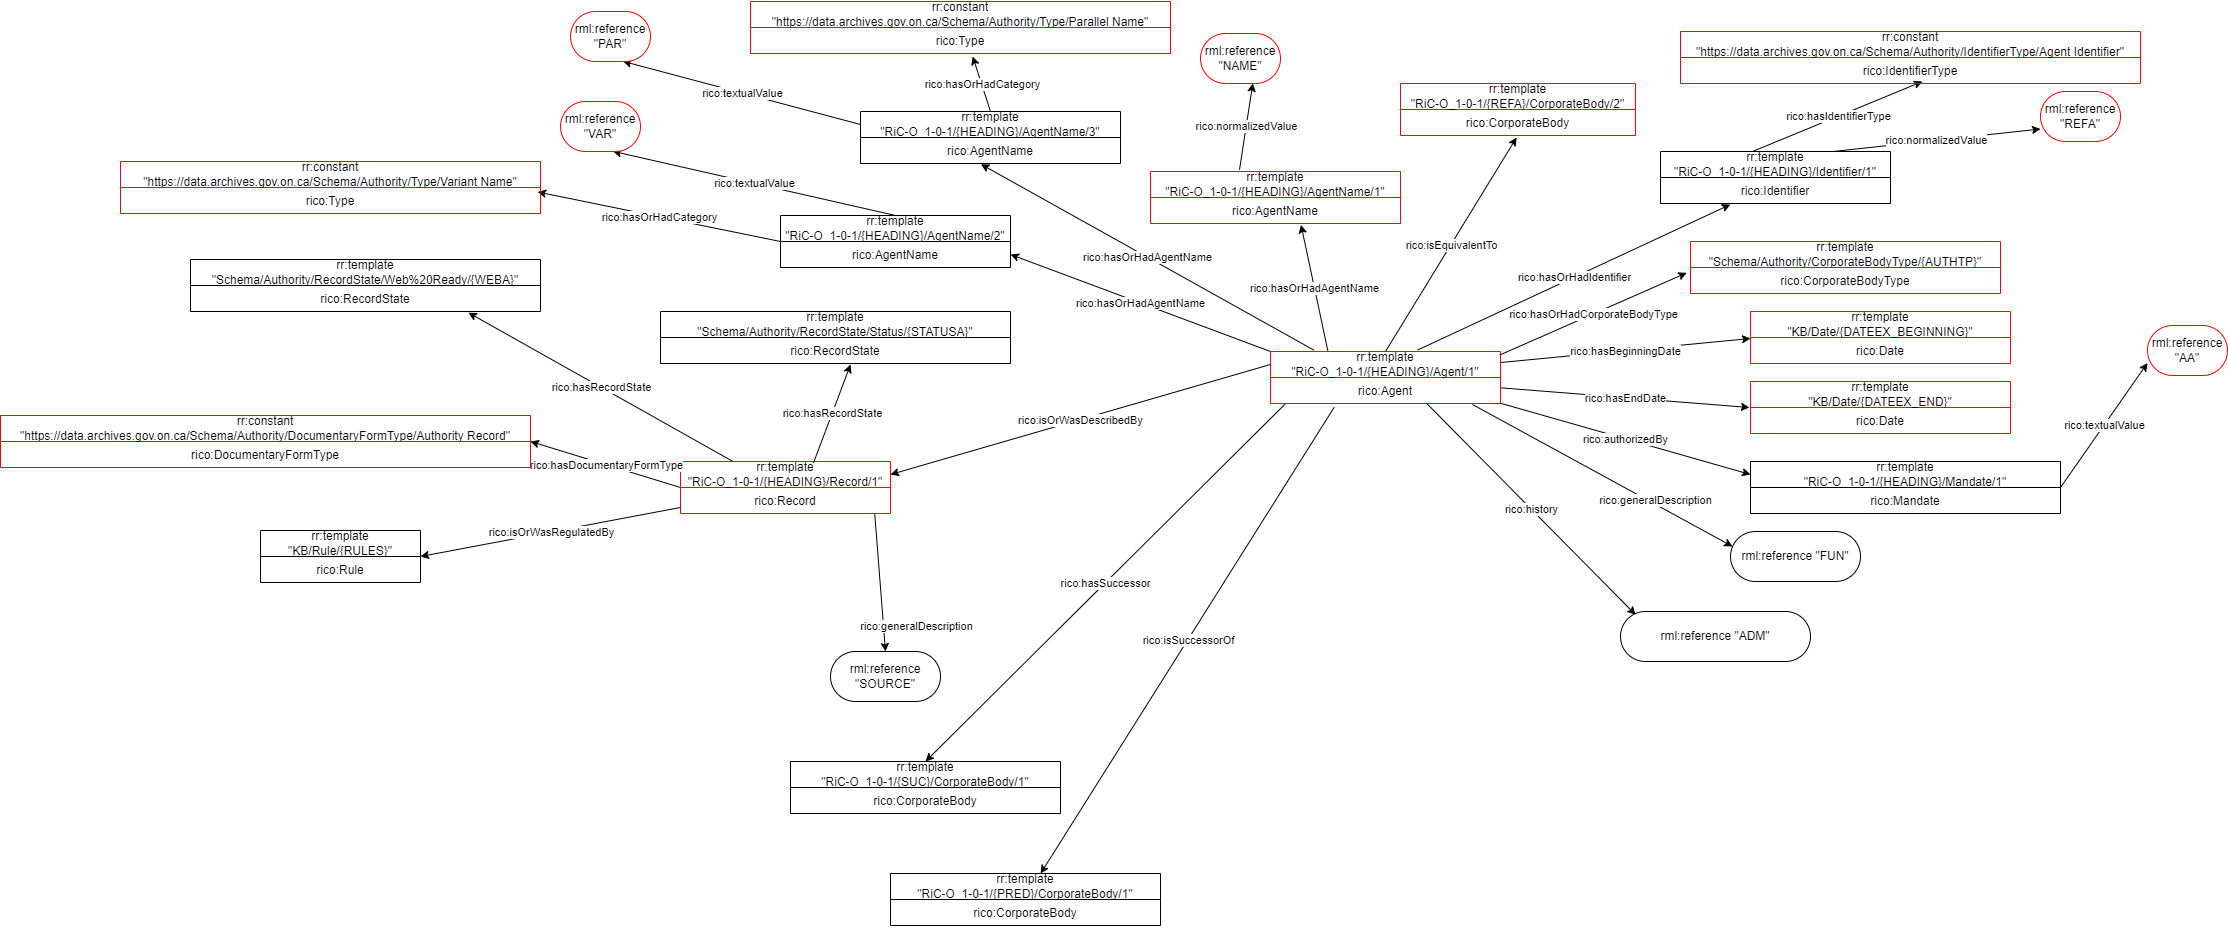 rr:constant
"https://data.archives.gov.on.ca/Schema/Authority/Type/Parallel Name"
rico:Type
rml:reference
"PAR"
rml:reference
"NAME"
rr:constant
"https://data.archives.gov.on.ca/Schema/Authority/IdentifierType/Agent Identifier"
rico:IdentifierType
rico:hasOrHadCategory
rico:textualValue
rr:template
"RiC-O_1-0-1/{REFA}/CorporateBody/2"
rico:CorporateBody
rml:reference
"REFA"
rml:reference
"VAR"
rr:template
"RiC-O_1-0-1/{HEADING}/AgentName/3"
rico:AgentName
rico:normalizedValue
rico:hasIdentifierType
rico:normalizedValue
rr:constant
"https://data.archives.gov.on.ca/Schema/Authority/Type/Variant Name"
rico:Type
rico:textualValue
rr:template
"RiC-O_1-0-1/{HEADING}/AgentName/1"
rico:AgentName
rr:template
"RiC-O_1-0-1/{HEADING}/Identifier/1"
rico:Identifier
rico:hasOrHadCategory
rr:template
"RiC-O_1-0-1/{HEADING}/AgentName/2"
rico:AgentName
rico:isEquivalentTo
rico:hasOrHadAgentName
rr:template
"Schema/Authority/CorporateBodyType/{AUTHTP}"
rico:CorporateBodyType
rr:template
"Schema/Authority/RecordState/Web%20Ready/{WEBA}"
rico:RecordState
rico:hasOrHadIdentifier
rico:hasOrHadAgentName
rico:hasOrHadAgentName
rico:hasOrHadCorporateBodyType
rr:template
"Schema/Authority/RecordState/Status/{STATUSA}"
rico:RecordState
rr:template
"KB/Date/{DATEEX_BEGINNING}"
rico:Date
rico:hasBeginningDate
rml:reference
"AA"
rr:template
"RiC-O_1-0-1/{HEADING}/Agent/1"
rico:Agent
rico:hasRecordState
rr:template
"KB/Date/{DATEEX_END}"
rico:Date
rico:hasEndDate
rico:hasRecordState
rico:isOrWasDescribedBy
rico:textualValue
rr:constant
"https://data.archives.gov.on.ca/Schema/Authority/DocumentaryFormType/Authority Record"
rico:DocumentaryFormType
rico:authorizedBy
rico:hasDocumentaryFormType
rr:template
"RiC-O_1-0-1/{HEADING}/Record/1"
rico:Record
rr:template
"RiC-O_1-0-1/{HEADING}/Mandate/1"
rico:Mandate
rico:generalDescription
rico:history
rico:isOrWasRegulatedBy
rr:template
"KB/Rule/{RULES}"
rico:Rule
rml:reference "FUN"
rico:hasSuccessor
rico:generalDescription
rico:isSuccessorOf
rml:reference "ADM"
rml:reference
"SOURCE"
rr:template
"RiC-O_1-0-1/{SUC}/CorporateBody/1"
rico:CorporateBody
rr:template
"RiC-O_1-0-1/{PRED}/CorporateBody/1"
rico:CorporateBody